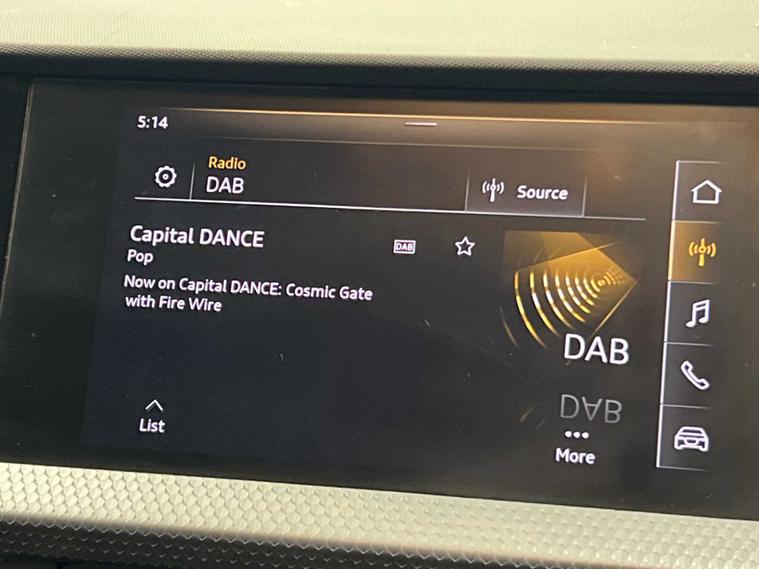 5:14
Radio
DAB
Source
Capital DANCE
DAB
Pop
Now on Capital DANCE: Cosmic Gate
with Fire Wire
DAB
DAB
List
More